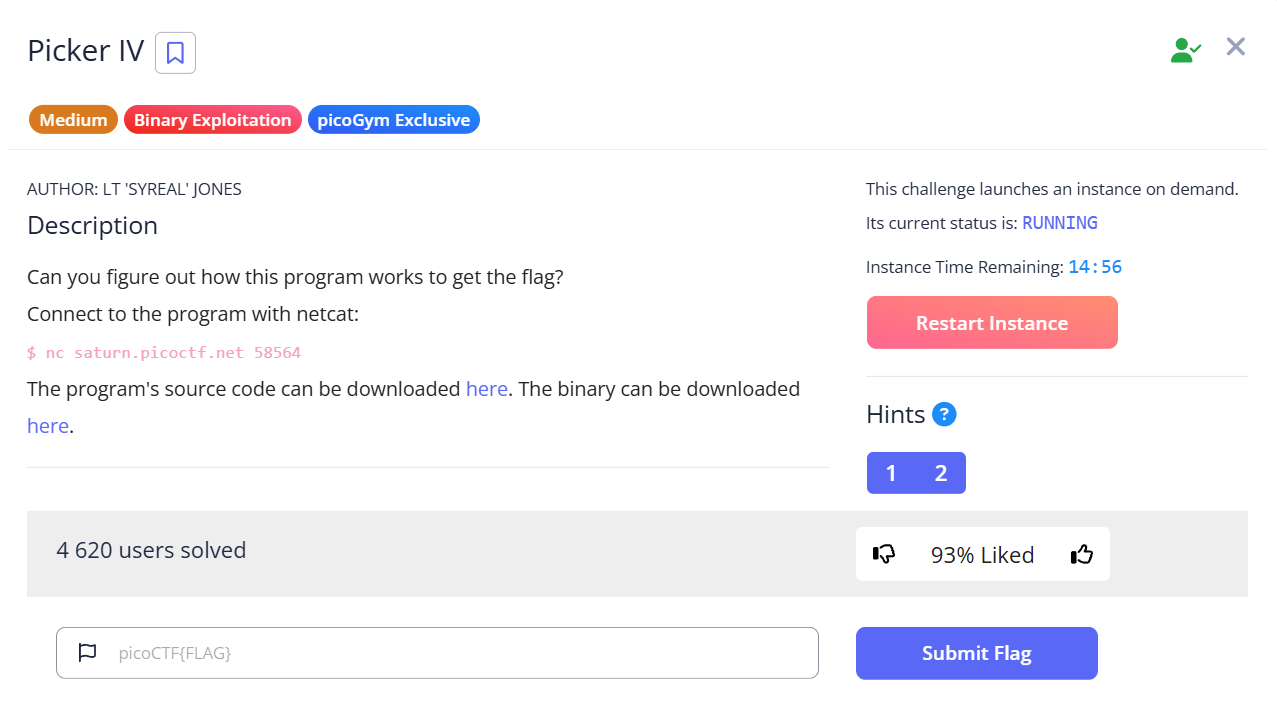 Picker IV
Medium Binary Exploitation picoGym Exclusive
AUTHOR: LT 'SYREAL' JONES
Description
Can you figure out how this program works to get the flag?
Connect to the program with netcat:
$ nc saturn.picoctf.net 58564
The program's source code can be downloaded here. The binary can be downloaded
here.
This challenge launches an instance on demand.
Its current status is: RUNNING
Instance Time Remaining: 14:56
Restart Instance
Hints ?
1 2
4 620 users solved
93% Liked
picoCTF{FLAG}
Submit Flag